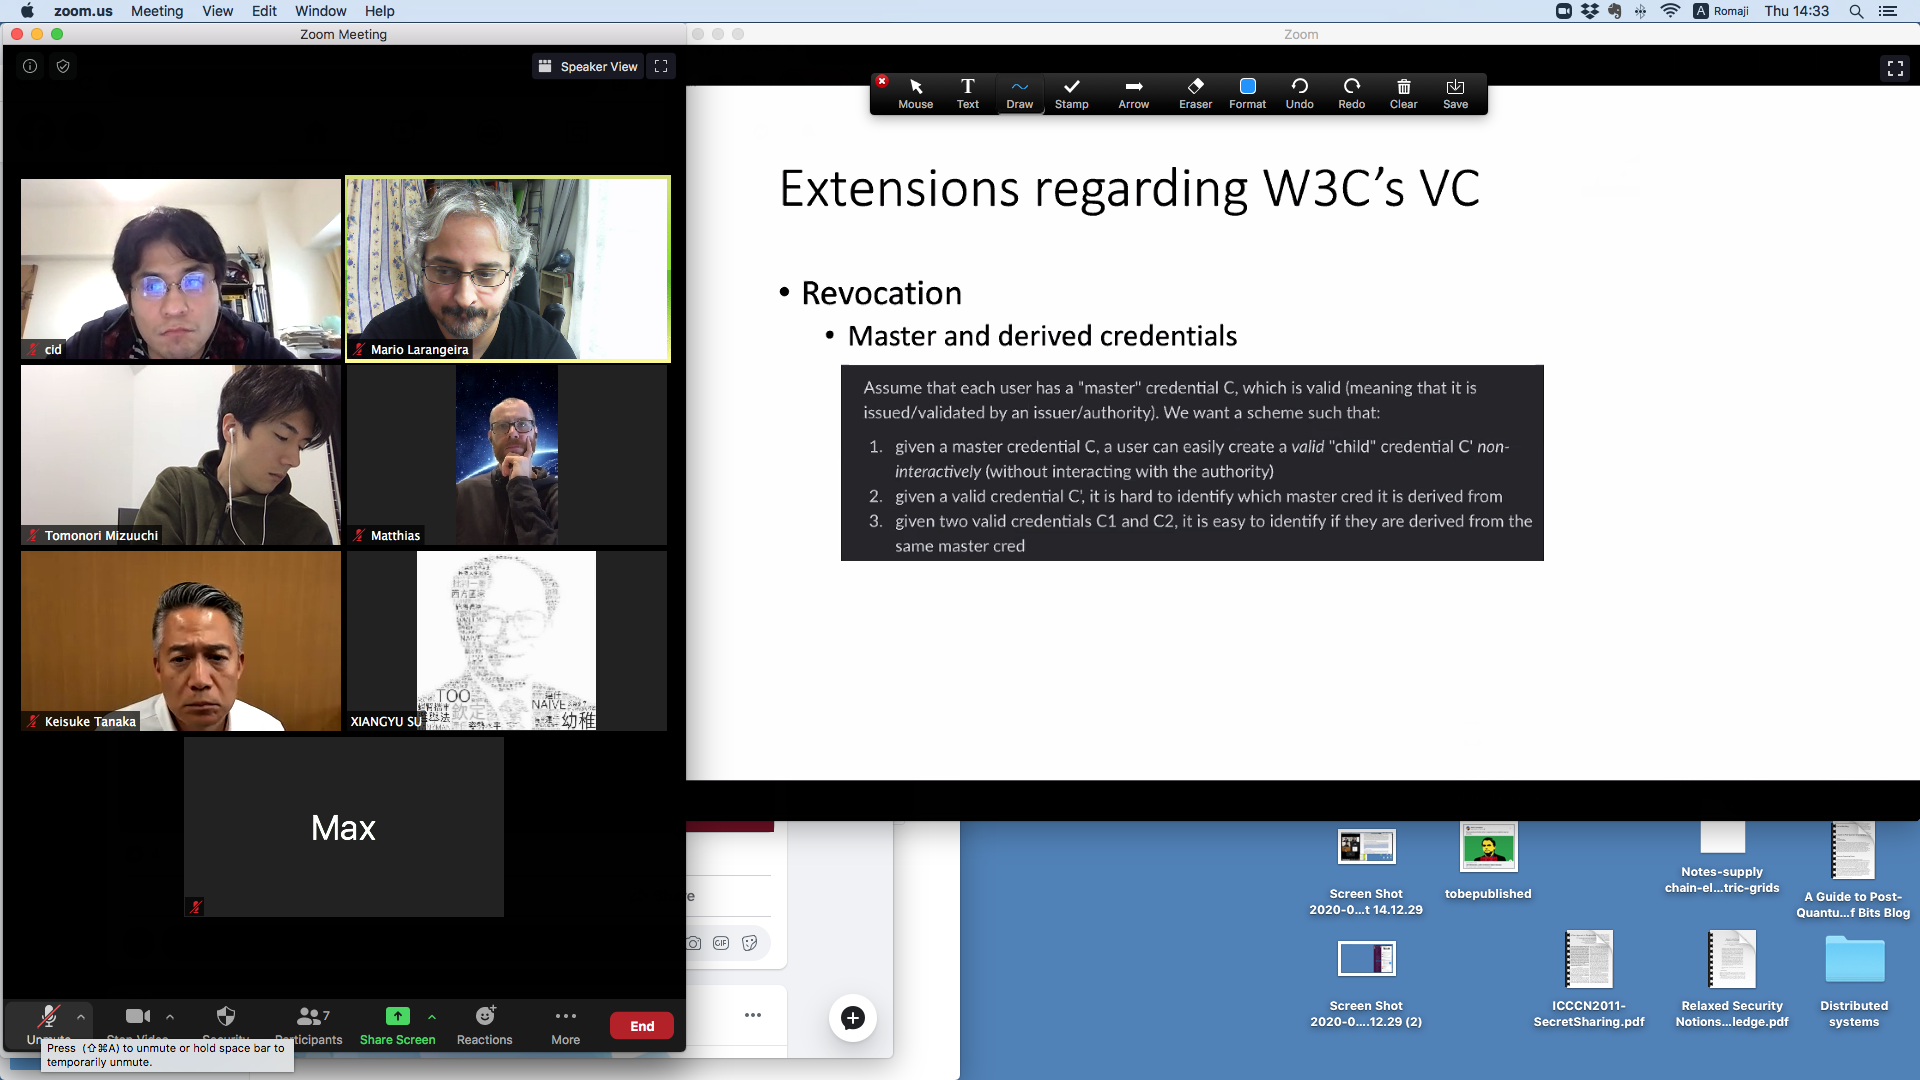 zoom.us Meeting View Edit Window Help
A Romaji Thu 14:33
Zoom Meeting
Zoom
Speaker View
Mouse Text Draw Stamp Arrow Eraser Format Undo Redo Clear Save
cid
Mario Larangeira
Tomonori Mizuuchi
Matthias
Keisuke Tanaka
XIANGYU SU
TOO
NAIVE
欽定
幼稚
Max
Extensions regarding W3C's VC
• Revocation
• Master and derived credentials
Assume that each user has a "master" credential C, which is valid (meaning that it is
issued/validated by an issuer/authority). We want a scheme such that:
1. given a master credential C, a user can easily create a valid "child" credential C' non-
interactively (without interacting with the authority)
2. given a valid credential C', it is hard to identify which master cred it is derived from
3. given two valid credentials C1 and C2, it is easy to identify if they are derived from the
same master cred
GIF
Screen Shot
2020-0...t 14.12.29
tobepublished
Notes-supply
chain-el...tric-grids
A Guide to Post-
Quantu...f Bits Blog
Screen Shot
2020-0....12.29 (2)
ICCCN2011-
SecretSharing.pdf
Relaxed Security
Notions...ledge.pdf
Distributed
systems
7
Share Screen Reactions More End
Press (⇧⌘A) to unmute or hold space bar to
temporarily unmute.